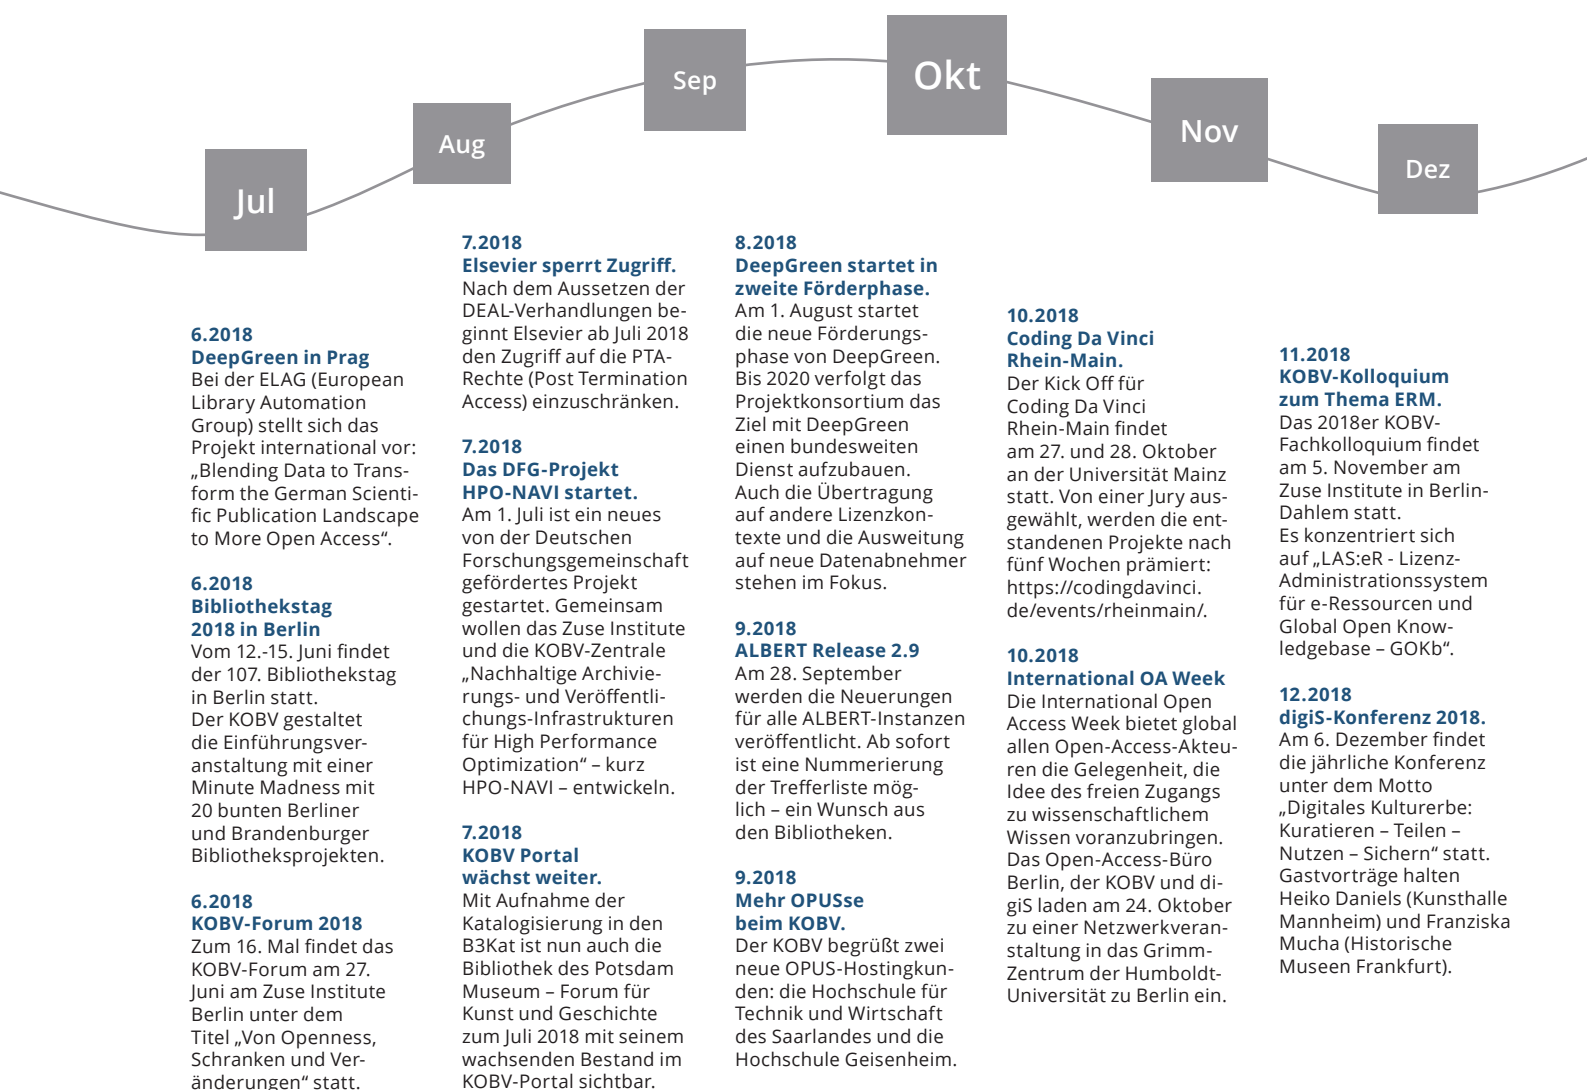 Jul
Aug
Sep
Okt
Nov
Dez
6.2018
DeepGreen in Prag
Bei der ELAG (European
Library Automation
Group) stellt sich das
Projekt international vor:
„Blending Data to Trans-
form the German Scienti-
fic Publication Landscape
to More Open Access“.
6.2018
Bibliothekstag
2018 in Berlin
Vom 12.-15. Juni findet
der 107. Bibliothekstag
in Berlin statt.
Der KOBV gestaltet
die Einführungsver-
anstaltung mit einer
Minute Madness mit
20 bunten Berliner
und Brandenburger
Bibliotheksprojekten.
6.2018
KOBV-Forum 2018
Zum 16. Mal findet das
KOBV-Forum am 27.
Juni am Zuse Institute
Berlin unter dem
Titel „Von Openness,
Schranken und Ver-
änderungen“ statt.
7.2018
Elsevier sperrt Zugriff.
Nach dem Aussetzen der
DEAL-Verhandlungen be-
ginnt Elsevier ab Juli 2018
den Zugriff auf die PTA-
Rechte (Post Termination
Access) einzuschränken.
7.2018
Das DFG-Projekt
HPO-NAVI startet.
Am 1. Juli ist ein neues
von der Deutschen
Forschungsgemeinschaft
gefördertes Projekt
gestartet. Gemeinsam
wollen das Zuse Institute
und die KOBV-Zentrale
„Nachhaltige Archivie-
rungs- und Veröffentli-
chungs-Infrastrukturen
für High Performance
Optimization“ – kurz
HPO-NAVI – entwickeln.
7.2018
KOBV Portal
wächst weiter.
Mit Aufnahme der
Katalogisierung in den
B3Kat ist nun auch die
Bibliothek des Potsdam
Museum – Forum für
Kunst und Geschichte
zum Juli 2018 mit seinem
wachsenden Bestand im
KOBV-Portal sichtbar.
8.2018
DeepGreen startet in
zweite Förderphase.
Am 1. August startet
die neue Förderungs-
phase von DeepGreen.
Bis 2020 verfolgt das
Projektkonsortium das
Ziel mit DeepGreen
einen bundesweiten
Dienst aufzubauen.
Auch die Übertragung
auf andere Lizenzkon-
texte und die Ausweitung
auf neue Datenabnehmer
stehen im Fokus.
9.2018
ALBERT Release 2.9
Am 28. September
werden die Neuerungen
für alle ALBERT-Instanzen
veröffentlicht. Ab sofort
ist eine Nummerierung
der Trefferliste mög-
lich – ein Wunsch aus
den Bibliotheken.
9.2018
Mehr OPUSse
beim KOBV.
Der KOBV begrüßt zwei
neue OPUS-Hostingkun-
den: die Hochschule für
Technik und Wirtschaft
des Saarlandes und die
Hochschule Geisenheim.
10.2018
Coding Da Vinci
Rhein-Main.
Der Kick Off für
Coding Da Vinci
Rhein-Main findet
am 27. und 28. Oktober
an der Universität Mainz
statt. Von einer Jury aus-
gewählt, werden die ent-
standenen Projekte nach
fünf Wochen prämiert:
https://codingdavinci.
de/events/rheinmain/.
10.2018
International OA Week
Die International Open
Access Week bietet global
allen Open-Access-Akteu-
ren die Gelegenheit, die
Idee des freien Zugangs
zu wissenschaftlichem
Wissen voranzubringen.
Das Open-Access-Büro
Berlin, der KOBV und di-
giS laden am 24. Oktober
zu einer Netzwerkveran-
staltung in das Grimm-
Zentrum der Humboldt-
Universität zu Berlin ein.
11.2018
KOBV-Kolloquium
zum Thema ERM.
Das 2018er KOBV-
Fachkolloquium findet
am 5. November am
Zuse Institute in Berlin-
Dahlem statt.
Es konzentriert sich
auf „LAS:eR - Lizenz-
Administrationssystem
für e-Ressourcen und
Global Open Know-
ledgebase – GOKb“.
12.2018
digiS-Konferenz 2018.
Am 6. Dezember findet
die jährliche Konferenz
unter dem Motto
„Digitales Kulturerbe:
Kuratieren – Teilen –
Nutzen – Sichern“ statt.
Gastvorträge halten
Heiko Daniels (Kunsthalle
Mannheim) und Franziska
Mucha (Historische
Museen Frankfurt).